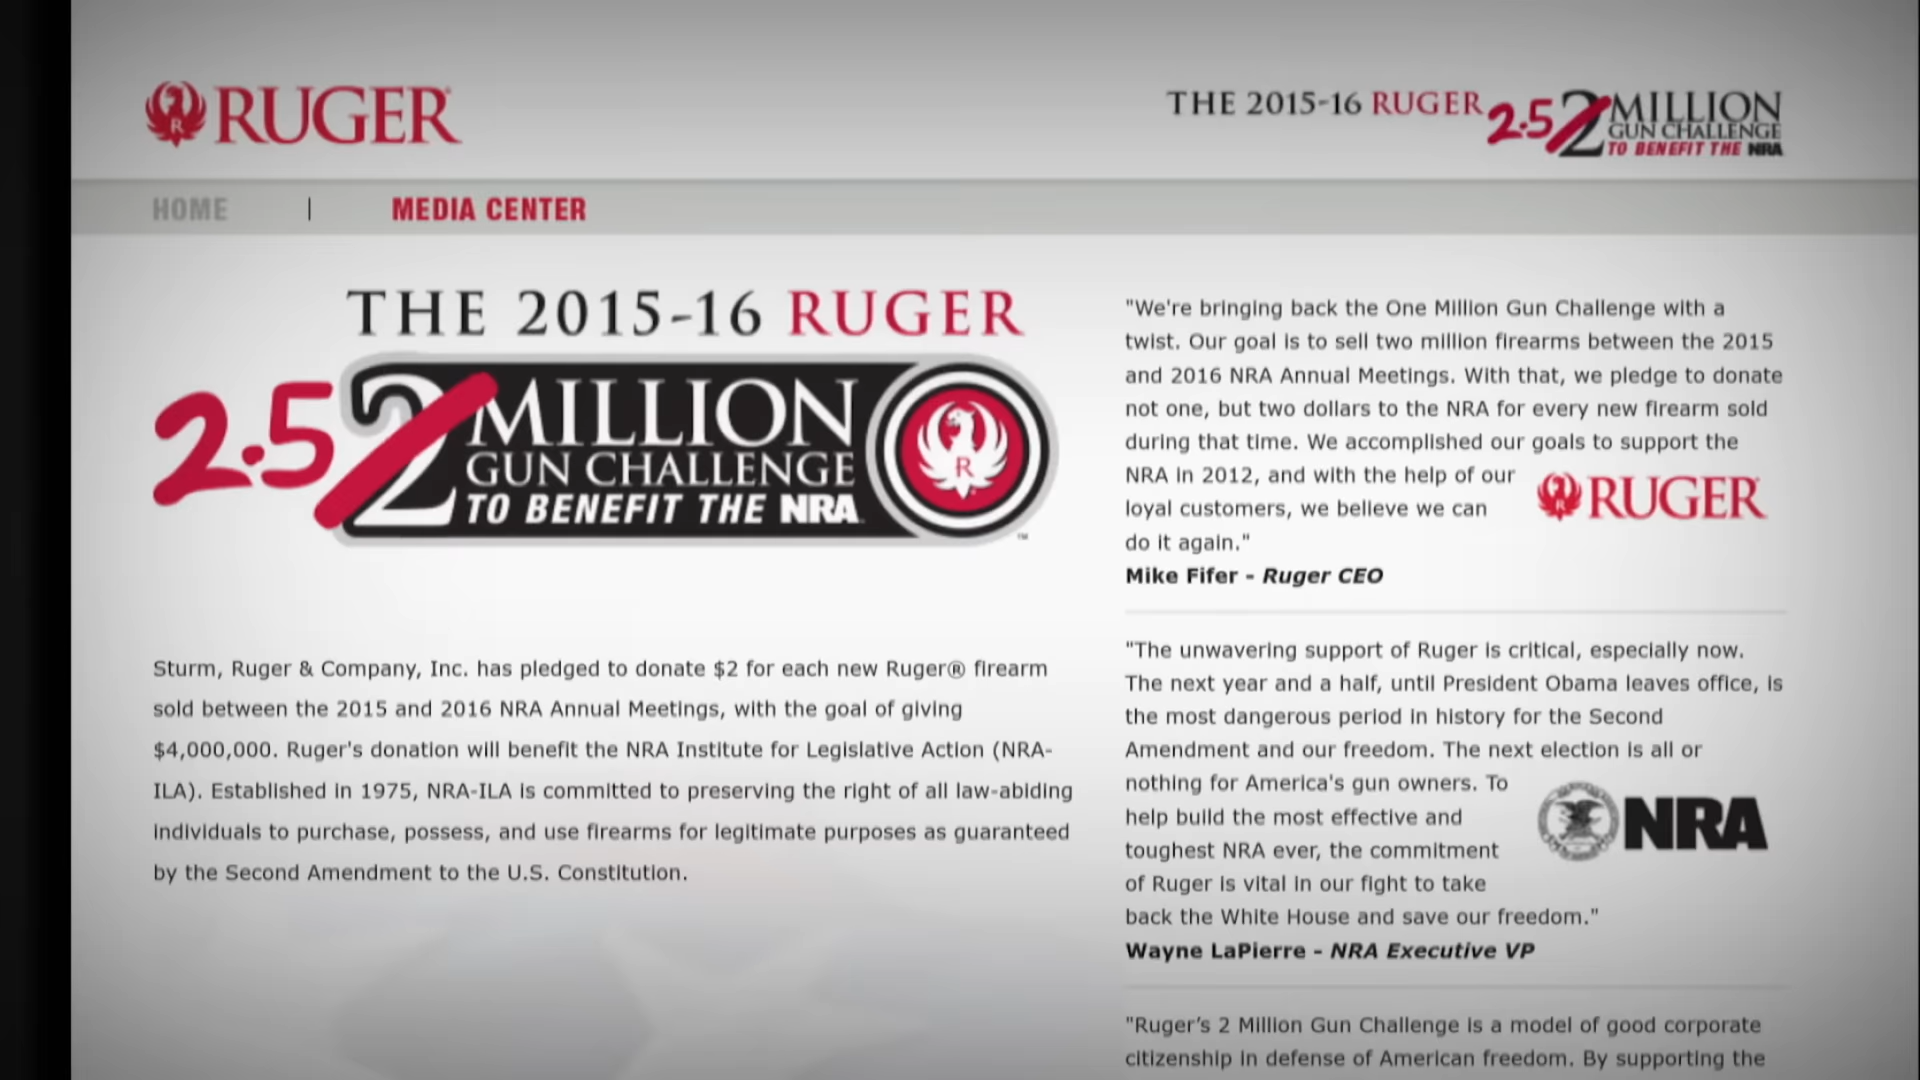 RUGER
THE 2015-16 RUGER 2.5 2 MILLION
GUN CHALLENGE
TO BENEFIT THE NRA
HOME | MEDIA CENTER
THE 2015-16 RUGER
2.5 2 MILLION
GUN CHALLENGE
TO BENEFIT THE NRA
R
TM
Sturm, Ruger & Company, Inc. has pledged to donate $2 for each new Ruger® firearm
sold between the 2015 and 2016 NRA Annual Meetings, with the goal of giving
$4,000,000. Ruger's donation will benefit the NRA Institute for Legislative Action (NRA-
ILA). Established in 1975, NRA-ILA is committed to preserving the right of all law-abiding
individuals to purchase, possess, and use firearms for legitimate purposes as guaranteed
by the Second Amendment to the U.S. Constitution.
"We're bringing back the One Million Gun Challenge with a
twist. Our goal is to sell two million firearms between the 2015
and 2016 NRA Annual Meetings. With that, we pledge to donate
not one, but two dollars to the NRA for every new firearm sold
during that time. We accomplished our goals to support the
NRA in 2012, and with the help of our
loyal customers, we believe we can
do it again."
RUGER
Mike Fifer - Ruger CEO
"The unwavering support of Ruger is critical, especially now.
The next year and a half, until President Obama leaves office, is
the most dangerous period in history for the Second
Amendment and our freedom. The next election is all or
nothing for America's gun owners. To
help build the most effective and
toughest NRA ever, the commitment
of Ruger is vital in our fight to take
back the White House and save our freedom."
NRA
Wayne LaPierre - NRA Executive VP
"Ruger's 2 Million Gun Challenge is a model of good corporate
citizenship in defense of American freedom. By supporting the